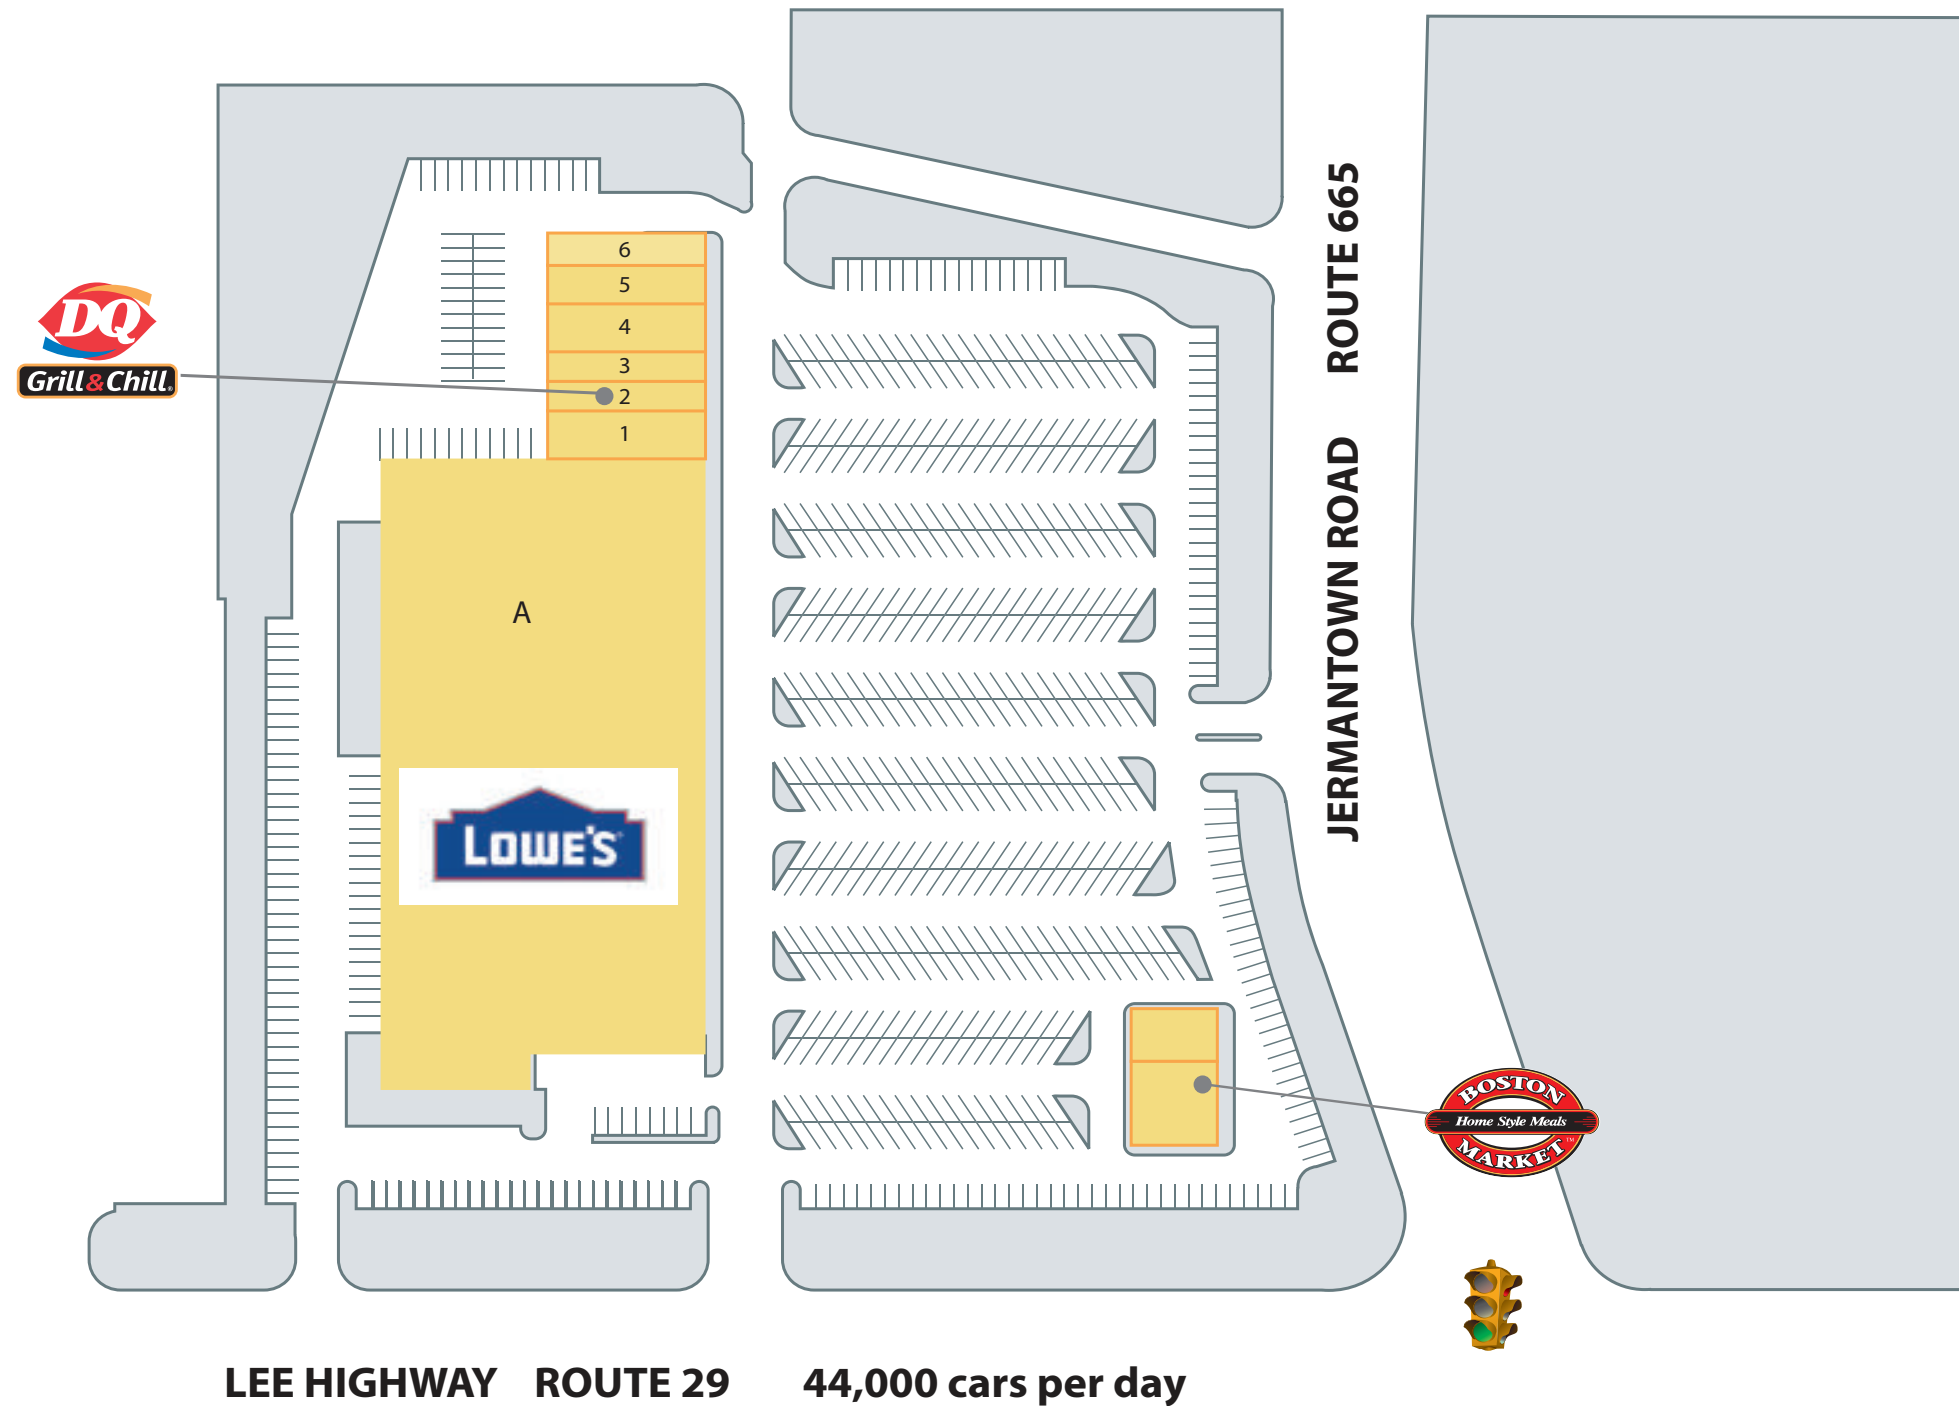 6
5
4
3
2
1
DQ
Grill & Chill®
A
LOWE'S
ROUTE 665
JERMANTOWN ROAD
BOSTON
Home Style Meals
MARKET™
LEE HIGHWAY ROUTE 29 44,000 cars per day